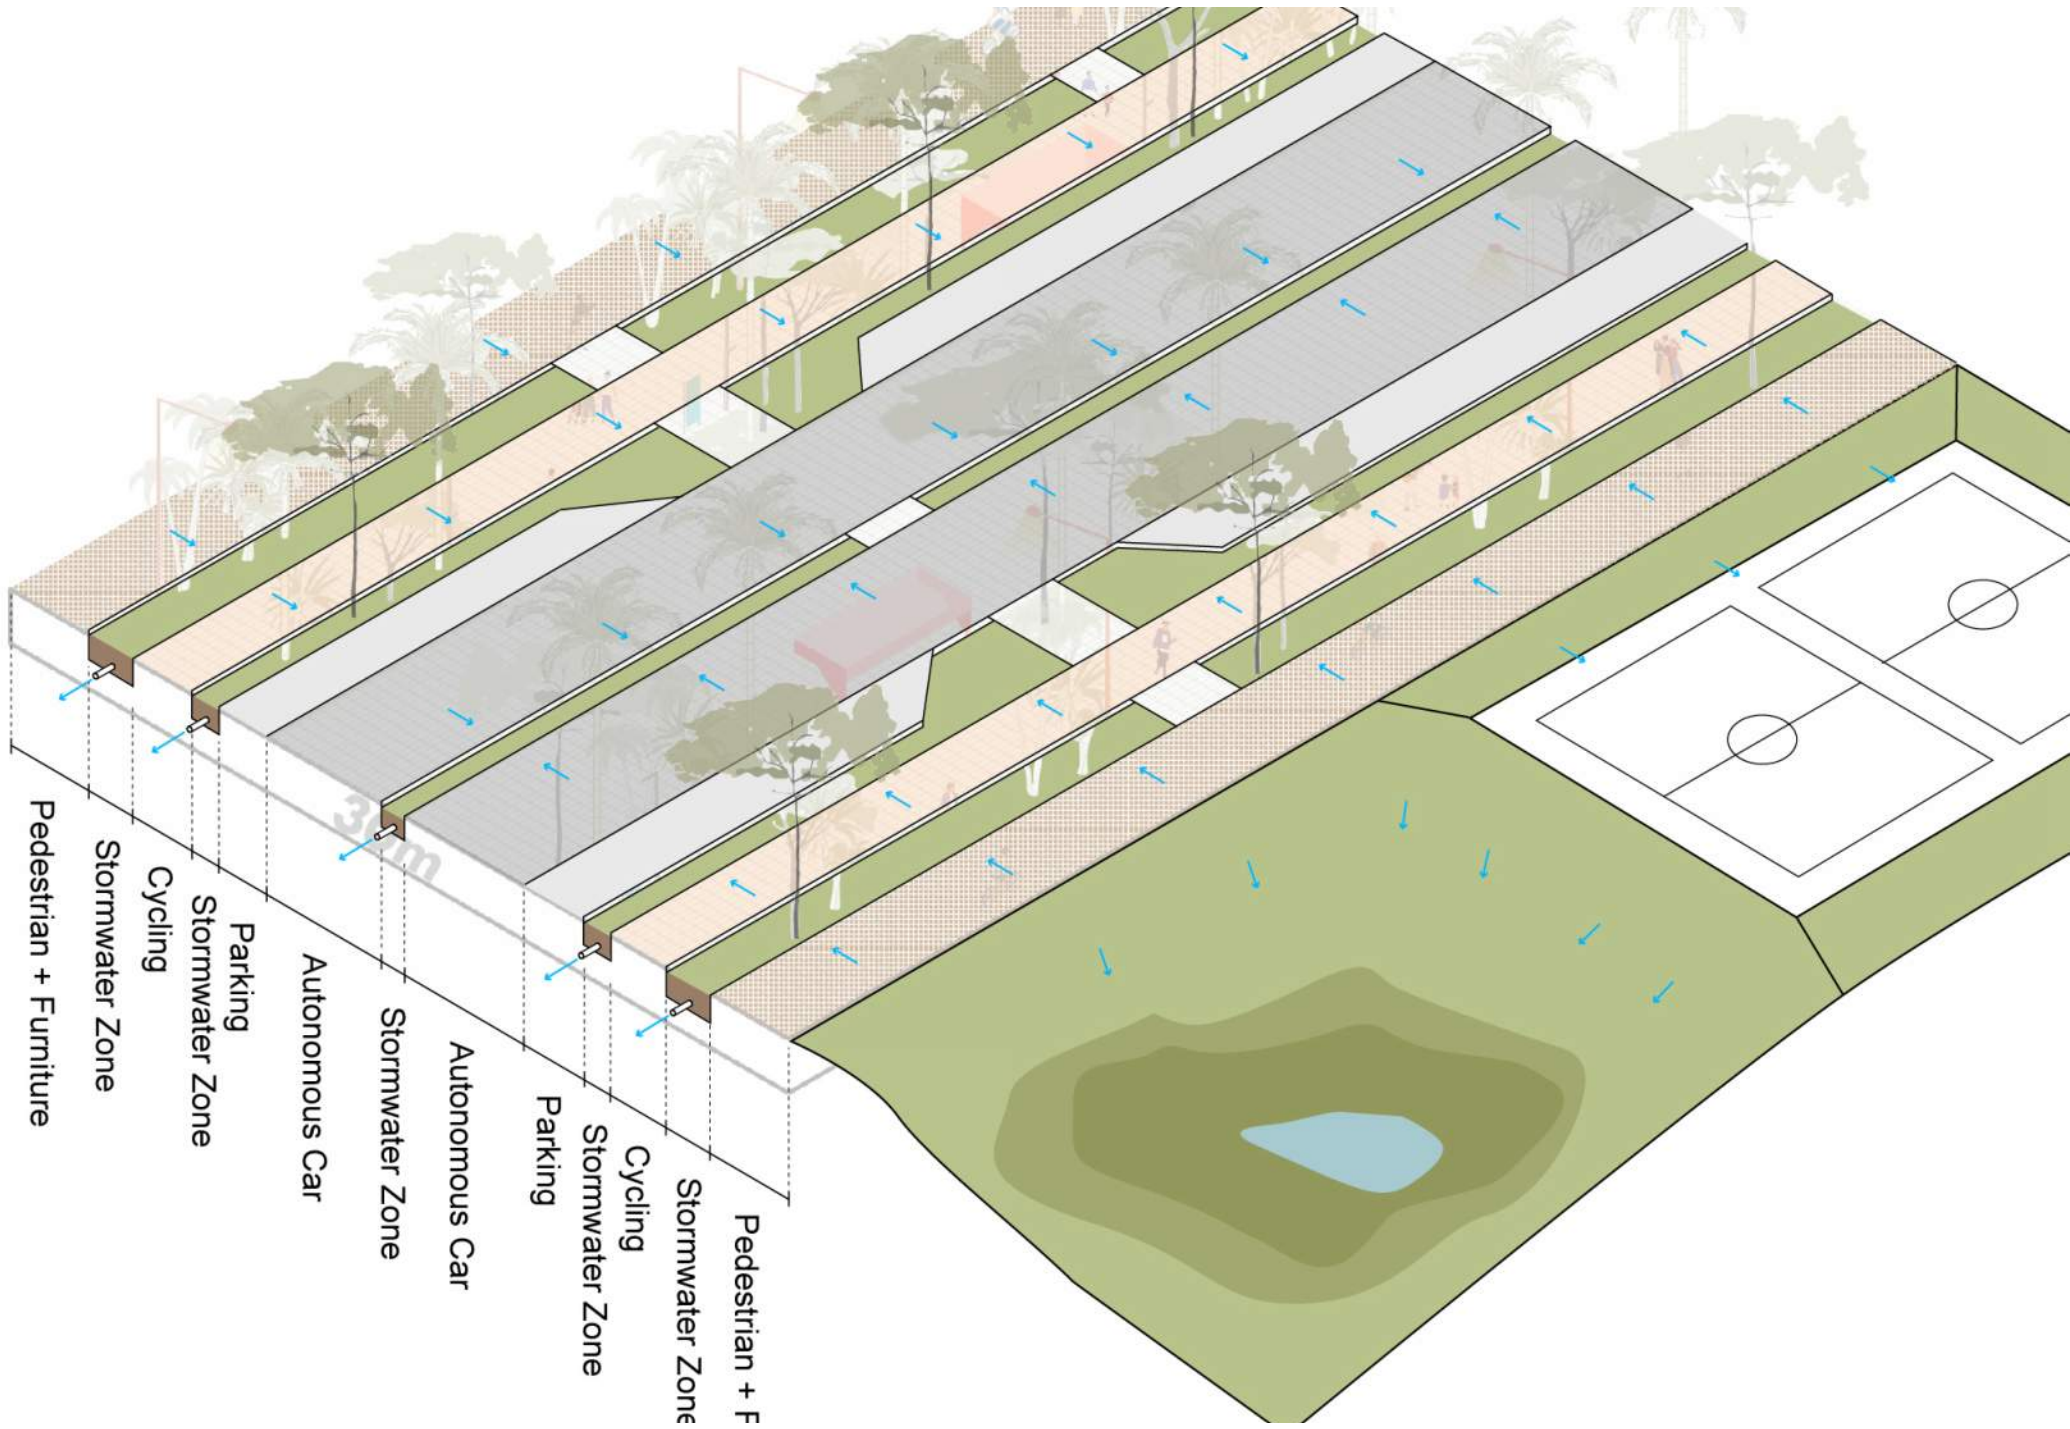 Pedestrian + Furniture
Stormwater Zone
Cycling
Stormwater Zone
Parking
Autonomous Car
Stormwater Zone
Autonomous Car
Parking
Stormwater Zone
Cycling
Stormwater Zone
Pedestrian + F